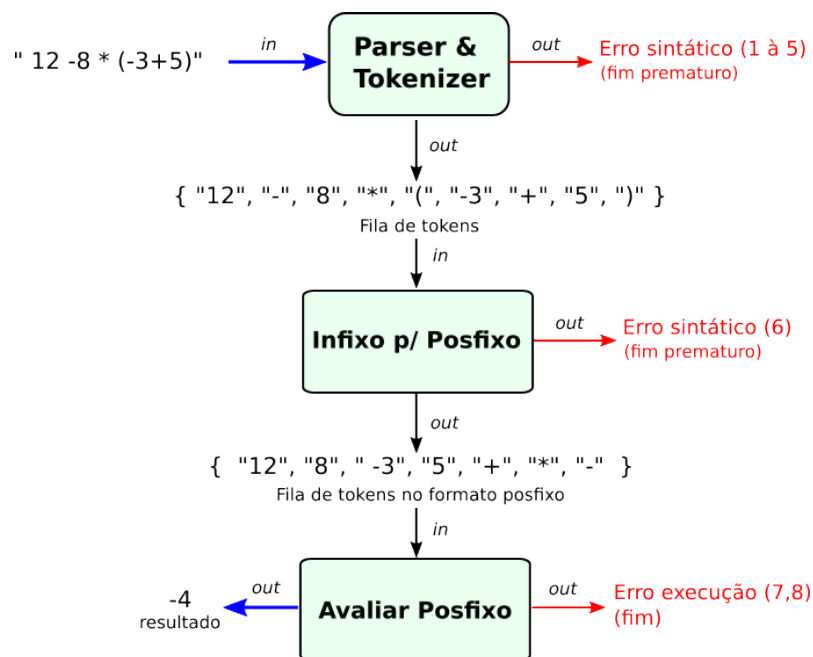 " 12 -8 * (-3+5)"
in
Parser &
Tokenizer
out
Erro sintático (1 à 5)
(fim prematuro)
out
{ "12", "-", "8", "*", "(", "-3", "+", "5", ")" }
Fila de tokens
in
Infixo p/ Posfixo
out
Erro sintático (6)
(fim prematuro)
out
{ "12", "8", " -3", "5", "+", "*", "-" }
Fila de tokens no formato posfixo
in
-4
resultado
out
Avaliar Posfixo
out
Erro execução (7,8)
(fim)